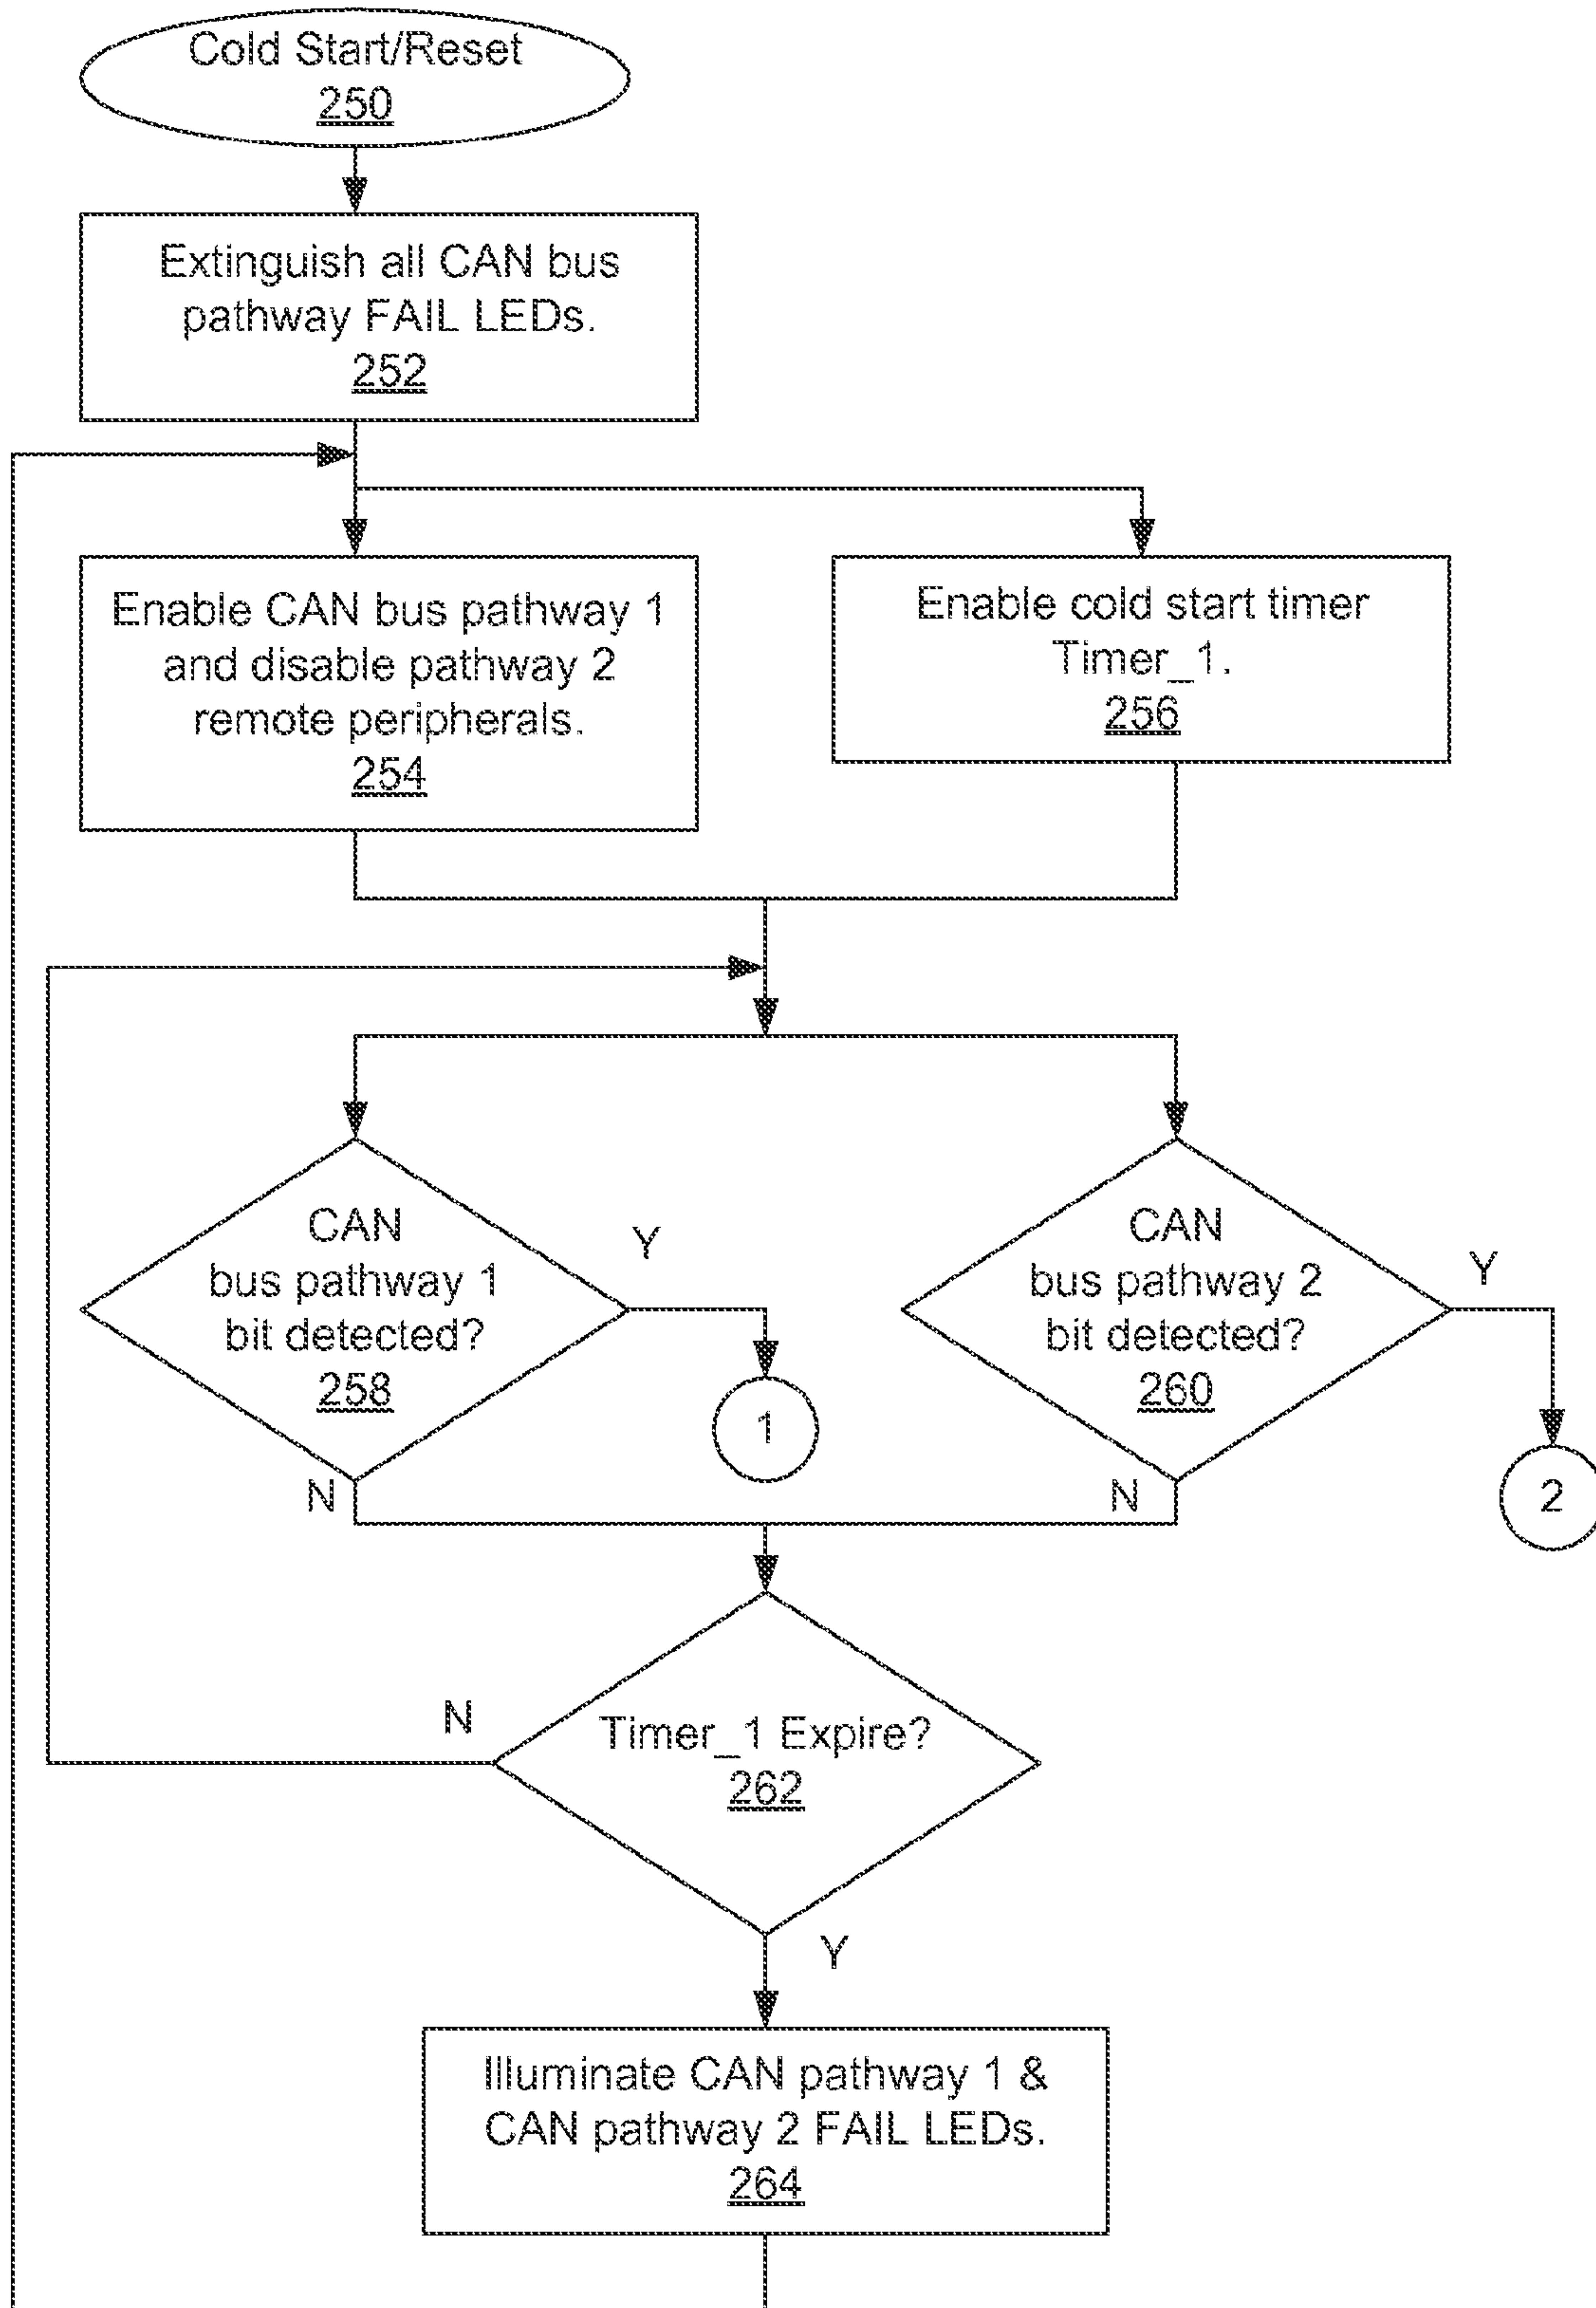 Cold Start/Reset
250
Extinguish all CAN bus
pathway FAIL LEDs.
252
Enable CAN bus pathway 1
and disable pathway 2
remote peripherals.
254
Enable cold start timer
Timer_1.
256
CAN
bus pathway 1
bit detected?
258
Y
1
N
CAN
bus pathway 2
bit detected?
260
Y
2
N
Timer_1 Expire?
262
N
Y
Illuminate CAN pathway 1 &
CAN pathway 2 FAIL LEDs.
264